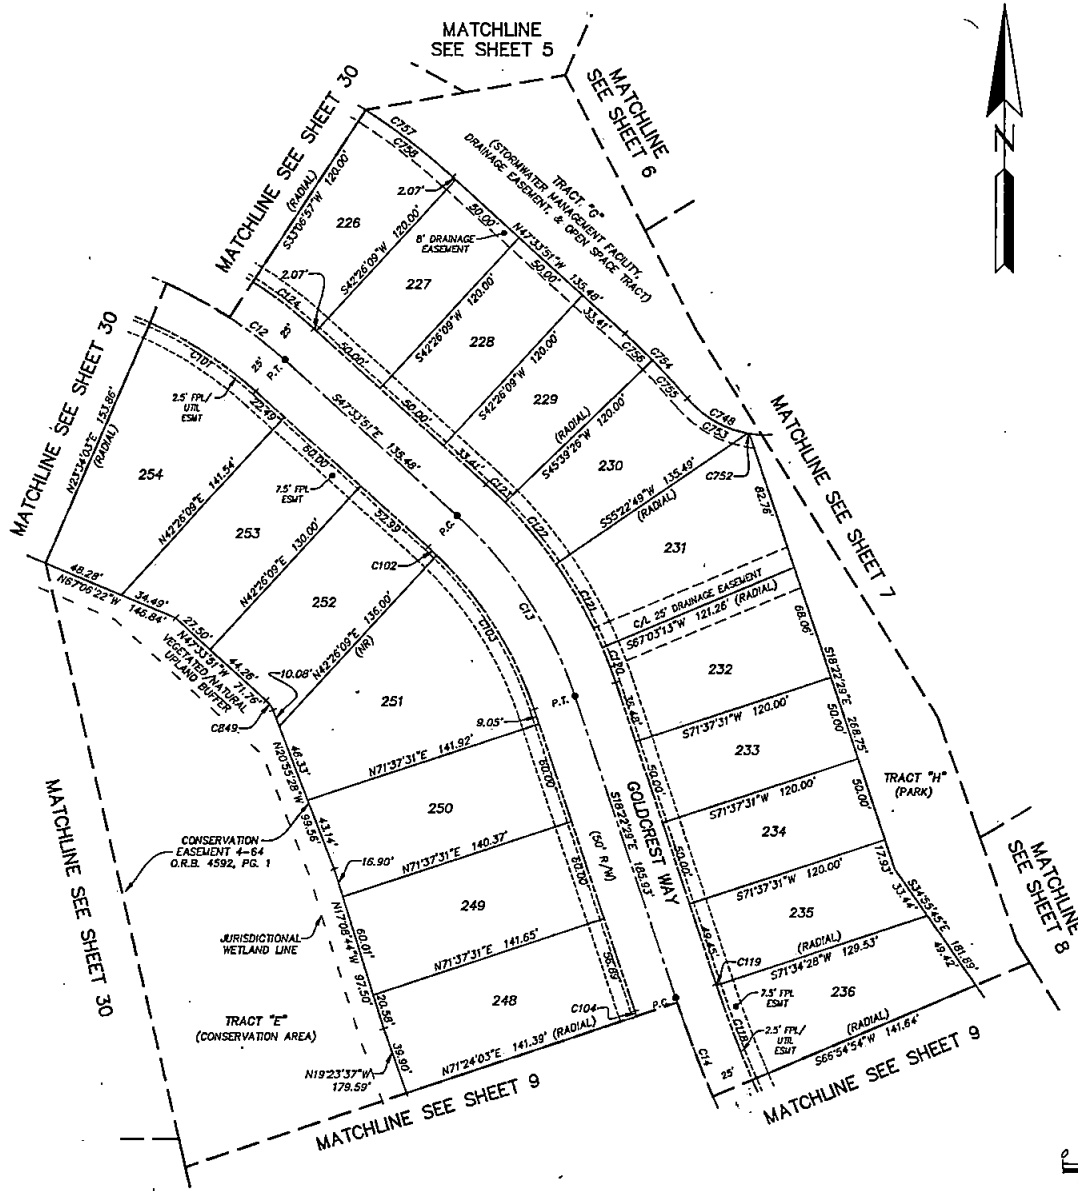 MATCHLINE
SEE SHEET 5
MATCHLINE
SEE SHEET 6
MATCHLINE SEE SHEET 30
N
C757
C758
2.07'
TRACT "G"
(STORMWATER MANAGEMENT FACILITY,
DRAINAGE EASEMENT, & OPEN SPACE TRACT)
S33°06'57"W 120.00'
(RADIAL)
226
S42°26'09"W 120.00'
50.00'
8' DRAINAGE
EASEMENT
N47°33'51"W 135.48'
50.00'
227
2.07'
C124
S42°26'09"W 120.00'
228
33.41'
C756
C754
C755
C748
C753
C752
MATCHLINE SEE SHEET 30
C12
25'
25'
P.T.
50.00'
S42°26'09"W 120.00'
229
(RADIAL)
S45°39'26"W 120.00'
230
C107
2.5' FPL/
UTIL
ESMT
22.49'
S47°33'51"E 135.48'
50.00'
33.41'
C123
MATCHLINE SEE SHEET 7
N23°34'03"E 153.86'
(RADIAL)
254
N42°26'09"E 141.54'
60.00'
7.5' FPL
ESMT
P.C.
C122
S55°22'49"W 135.49'
(RADIAL)
82.76'
231
253
N42°26'09"E 130.00'
52.39'
C102
C121
C/L 25' DRAINAGE EASEMENT
S67°03'13"W 121.26' (RADIAL)
48.28'
N67°06'22"W 146.84'
34.49'
252
N42°26'09"E 136.00'
(NR)
C13
C103
C120
68.06'
27.50'
N47°33'51"W 71.76'
VEGETATED/NATURAL
UPLAND BUFFER
44.26'
10.08'
232
S18°22'29"E 268.75'
251
P.T.
36.48'
S71°37'31"W 120.00'
50.00'
C849
9.05'
N71°37'31"E 141.92'
46.33'
N20°55'28"W 99.56'
60.00'
GOLDCREST WAY
50.00'
233
TRACT "H"
(PARK)
250
S18°22'29"E 185.93'
(50' R/W)
S71°37'31"W 120.00'
50.00'
CONSERVATION
EASEMENT 4-64
O.R.B. 4592, PG. 1
43.14'
N71°37'31"E 140.37'
60.00'
50.00'
234
MATCHLINE
SEE SHEET 8
16.90'
S71°37'31"W 120.00'
17.93'
33.44'
S34°55'45"E 181.89'
249
49.45'
235
JURISDICTIONAL
WETLAND LINE
N17°08'44"W 97.50'
60.01'
N71°37'31"E 141.65'
(RADIAL)
S71°34'28"W 129.53'
49.42'
MATCHLINE SEE SHEET 30
248
C119
7.5' FPL
ESMT
236
20.58'
C104
P.C.
TRACT "E"
(CONSERVATION AREA)
N71°24'03"E 141.39' (RADIAL)
C118
2.5' FPL/
UTIL
ESMT
(RADIAL)
S66°54'54"W 141.64'
39.90'
C14
25'
N19°23'37"W
179.59'
MATCHLINE SEE SHEET 9
MATCHLINE SEE SHEET 9